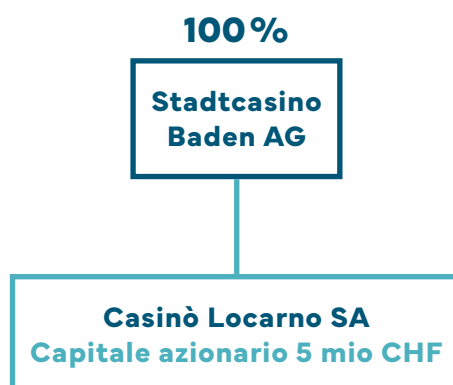 100%
Stadtcasino
Baden AG
Casinò Locarno SA
Capitale azionario 5 mio CHF